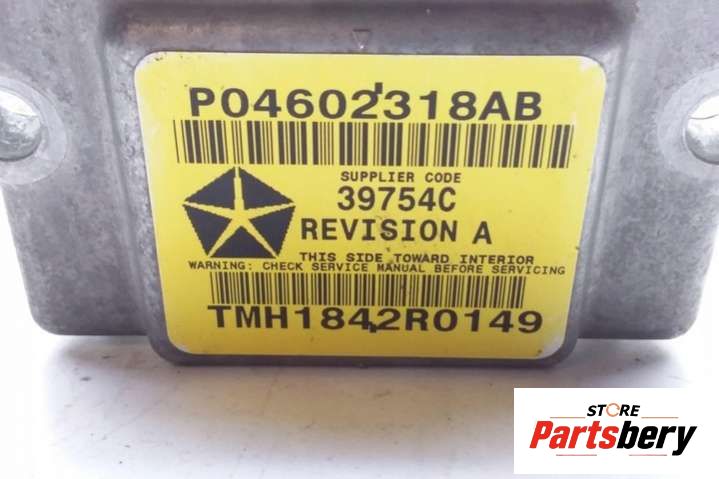 P04602318AB
SUPPLIER CODE
39754C
REVISION A
THIS SIDE TOWARD INTERIOR
WARNING: CHECK SERVICE MANUAL BEFORE SERVICING
TMH1842R0149
STORE
Partsbery